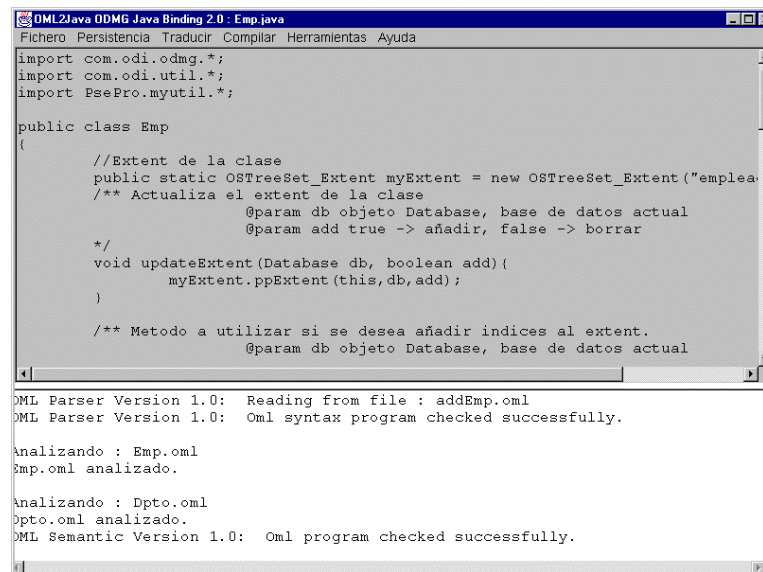 OML2Java ODMG Java Binding 2.0 : Emp.java
Fichero Persistencia Traducir Compilar Herramientas Ayuda
import com.odi.odmg.*;
import com.odi.util.*;
import PsePro.myutil.*;
public class Emp
{
//Extent de la clase
public static OSTreeSet_Extent myExtent = new OSTreeSet_Extent("emplea
/** Actualiza el extent de la clase
@param db objeto Database, base de datos actual
@param add true -> añadir, false -> borrar
*/
void updateExtent(Database db, boolean add){
myExtent.ppExtent(this,db,add);
}
/** Metodo a utilizar si se desea añadir indices al extent.
@param db objeto Database, base de datos actual
OML Parser Version 1.0: Reading from file : addEmp.oml
OML Parser Version 1.0: Oml syntax program checked successfully.
Analizando : Emp.oml
Emp.oml analizado.
Analizando : Dpto.oml
Dpto.oml analizado.
OML Semantic Version 1.0: Oml program checked successfully.